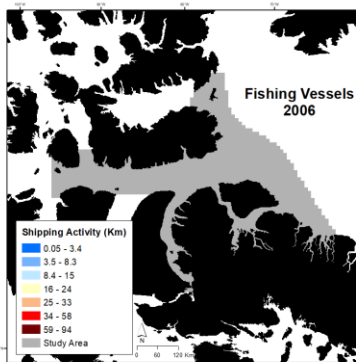 Fishing Vessels
2006
Shipping Activity (Km)
0.05 - 3.4
3.5 - 8.3
8.4 - 15
16 - 24
25 - 33
34 - 58
59 - 94
Study Area
N
0 60 120 Km